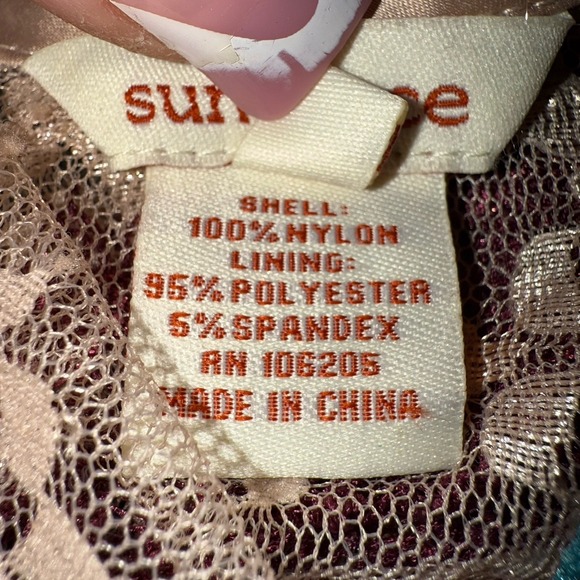 SHELL:
100% NYLON
LINING:
95% POLYESTER
5% SPANDEX
RN 106205
MADE IN CHINA